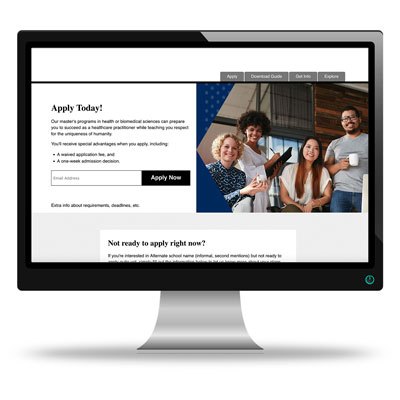 Apply
Download Guide
Get Info
Explore
Apply Today!
Our master's programs in health or biomedical sciences can prepare
you to succeed as a healthcare practitioner while teaching you respect
for the uniqueness of humanity.
You'll receive special advantages when you apply, including:
• A waived application fee, and
• A one-week admission decision.
Email Address
Apply Now
Extra info about requirements, deadlines, etc.
Not ready to apply right now?
If you're interested in Alternate school name (informal, second mentions) but not ready to